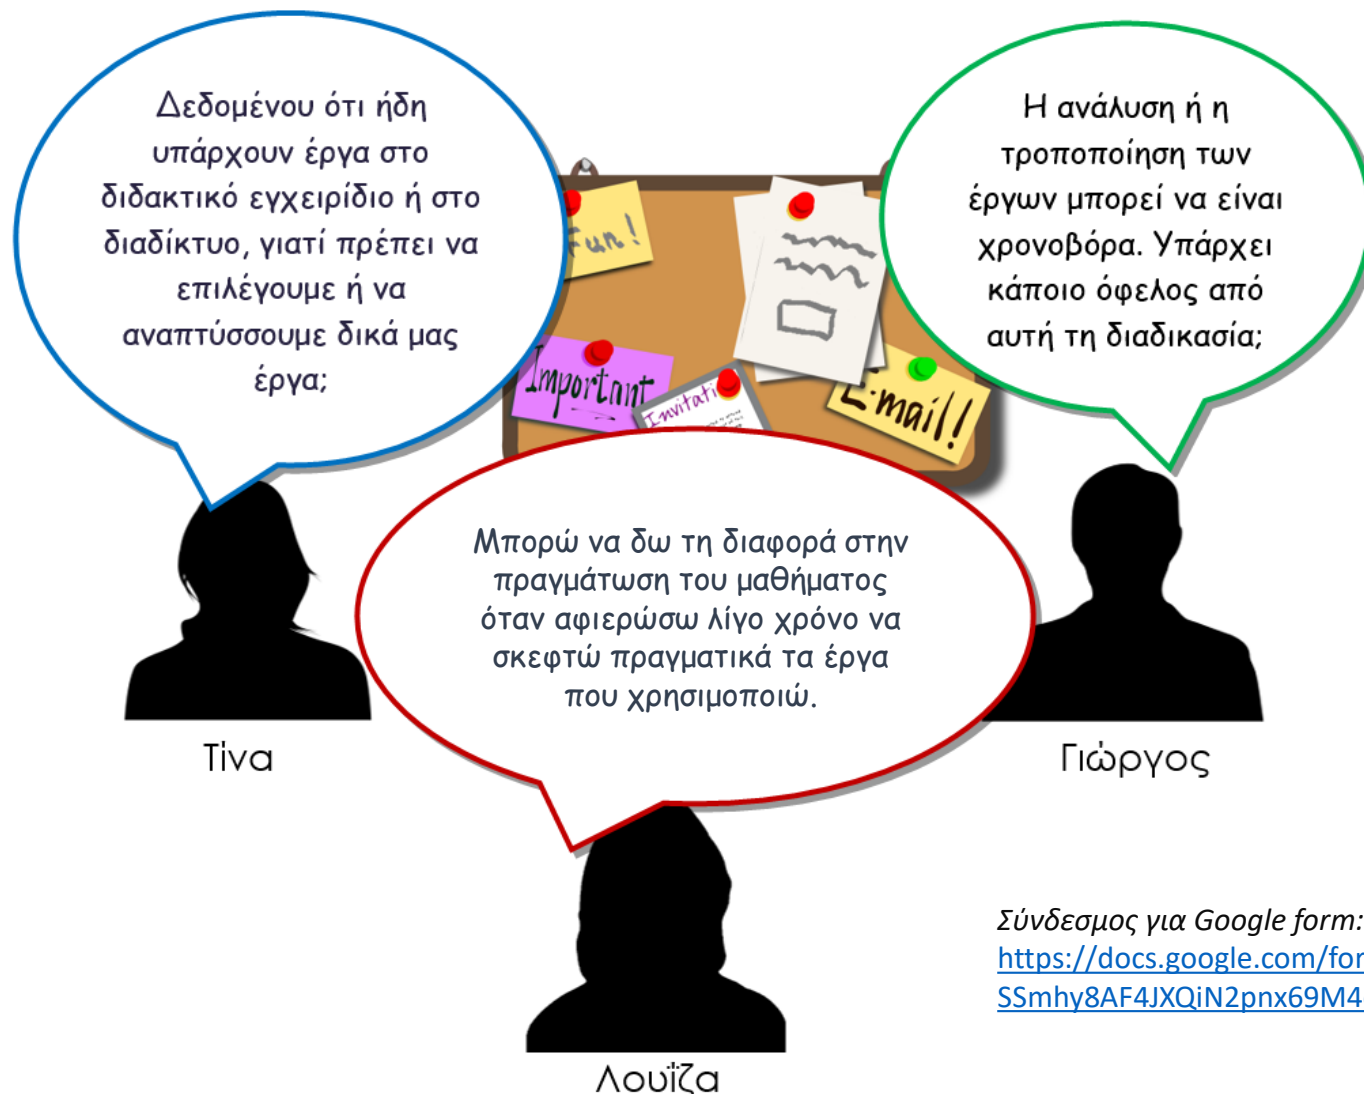 Δεδομένου ότι ήδη
υπάρχουν έργα στο
διδακτικό εγχειρίδιο ή στο
διαδίκτυο, γιατί πρέπει να
επιλέγουμε ή να
αναπτύσσουμε δικά μας
έργα;
Η ανάλυση ή η
τροποποίηση των
έργων μπορεί να είναι
χρονοβόρα. Υπάρχει
κάποιο όφελος από
αυτή τη διαδικασία;
Fun!
Important
Invitati
E-mail!
Μπορώ να δω τη διαφορά στην
πραγμάτωση του μαθήματος
όταν αφιερώσω λίγο χρόνο να
σκεφτώ πραγματικά τα έργα
που χρησιμοποιώ.
Τίνα
Γιώργος
Λουΐζα
Σύνδεσμος για Google form:
https://docs.google.com/for
SSmhy8AF4JXQiN2pnx69M4